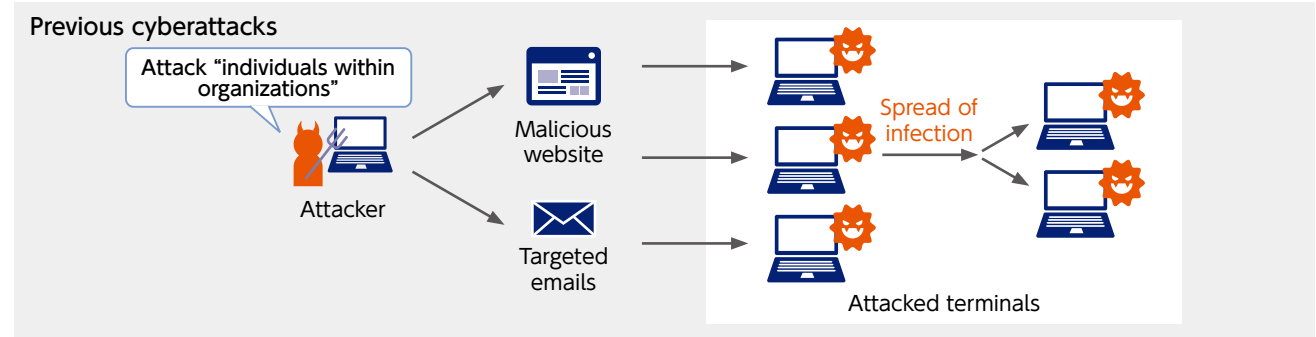 Previous cyberattacks
Attack “individuals within
organizations”
Attacker
Malicious
website
Targeted
emails
Spread of
infection
Attacked terminals